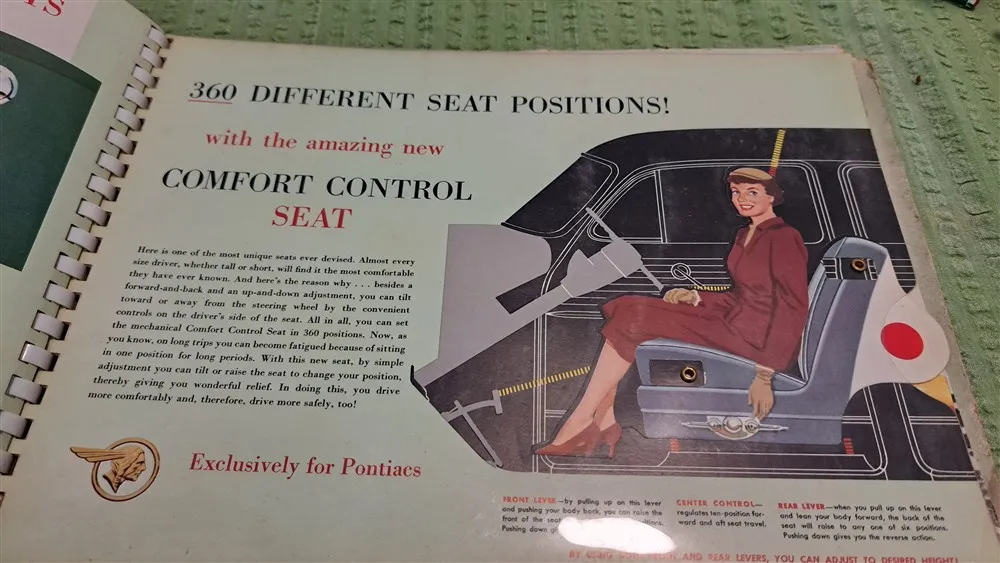 TS
360 DIFFERENT SEAT POSITIONS!
with the amazing new
COMFORT CONTROL
SEAT
Here is one of the most unique seats ever devised. Almost every
size driver, whether tall or short, will find it the most comfortable
they have ever known. And here's the reason why . . . besides a
forward-and-back and an up-and-down adjustment, you can tilt
toward or away from the steering wheel by the convenient
controls on the driver's side of the seat. All in all, you can set
the mechanical Comfort Control Seat in 360 positions. Now, as
you know, on long trips you can become fatigued because of sitting
in one position for long periods. With this new seat, by simple
adjustment you can tilt or raise the seat to change your position,
thereby giving you wonderful relief. In doing this, you drive
more comfortably and, therefore, drive more safely, too!
Exclusively for Pontiacs
FRONT LEVER—by pulling up on this lever
and pushing your body back, you can raise the
front of the seat
Pushing down
CENTER CONTROL—
regulates ten-position for-
ward and aft seat travel.
REAR LEVER—when you pull up on this lever
and lean your body forward, the back of the
seat will raise to any one of six positions.
Pushing down gives you the reverse action.
BY USING AND REAR LEVERS, YOU CAN ADJUST TO DESIRED HEIGHT!